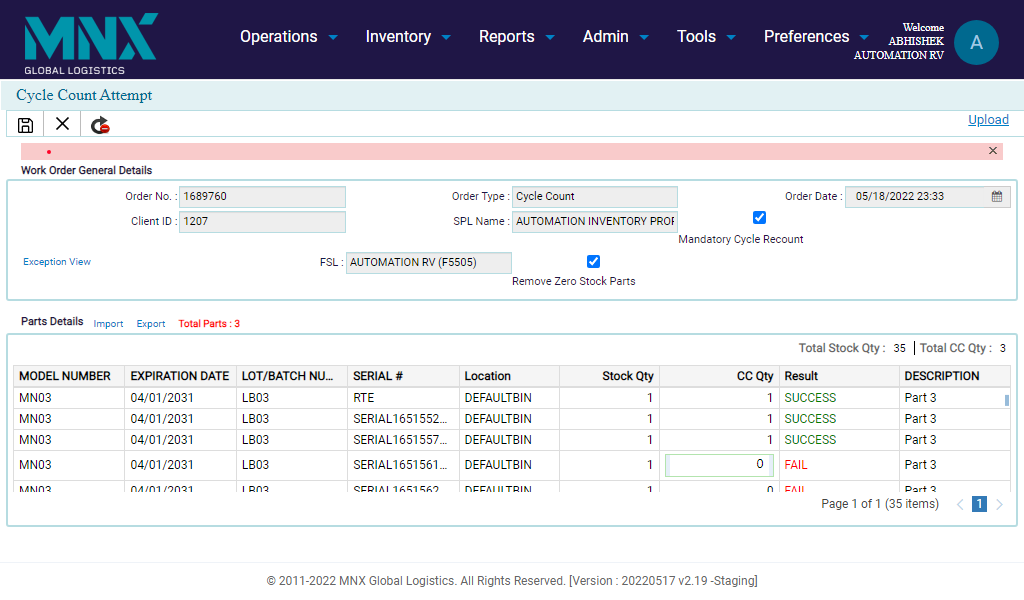 MNX
GLOBAL LOGISTICS
Operations Inventory Reports Admin Tools Preferences
Welcome
ABHISHEK
AUTOMATION RV
A
Cycle Count Attempt
Upload
Work Order General Details
Order No. : 1689760 Order Type : Cycle Count Order Date : 05/18/2022 23:33
Client ID : 1207 SPL Name : AUTOMATION INVENTORY PROF
Mandatory Cycle Recount
Exception View FSL : AUTOMATION RV (F5505)
Remove Zero Stock Parts
Parts Details Import Export Total Parts : 3
Total Stock Qty : 35 Total CC Qty : 3
MODEL NUMBER EXPIRATION DATE LOT/BATCH NU... SERIAL # Location Stock Qty CC Qty Result DESCRIPTION
MN03 04/01/2031 LB03 RTE DEFAULTBIN 1 1 SUCCESS Part 3
MN03 04/01/2031 LB03 SERIAL1651552... DEFAULTBIN 1 1 SUCCESS Part 3
MN03 04/01/2031 LB03 SERIAL1651557... DEFAULTBIN 1 1 SUCCESS Part 3
MN03 04/01/2031 LB03 SERIAL1651561... DEFAULTBIN 1 0 FAIL Part 3
MN03 04/01/2031 LB03 SERIAL1651562... DEFAULTBIN 1 0 FAIL Part 3
Page 1 of 1 (35 items) 1
© 2011-2022 MNX Global Logistics. All Rights Reserved. [Version : 20220517 v2.19 -Staging]